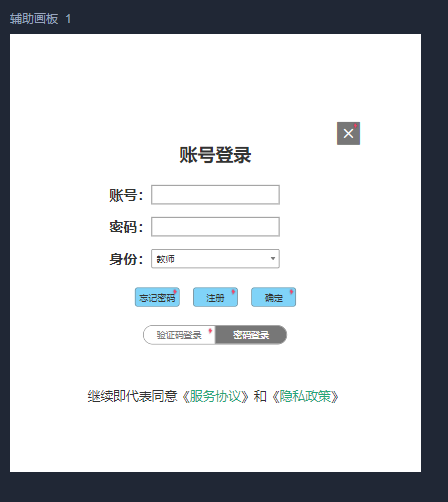 辅助画板 1
账号登录
账号：
密码：
身份： 教师
忘记密码 注册 确定
验证码登录 密码登录
继续即代表同意《服务协议》和《隐私政策》